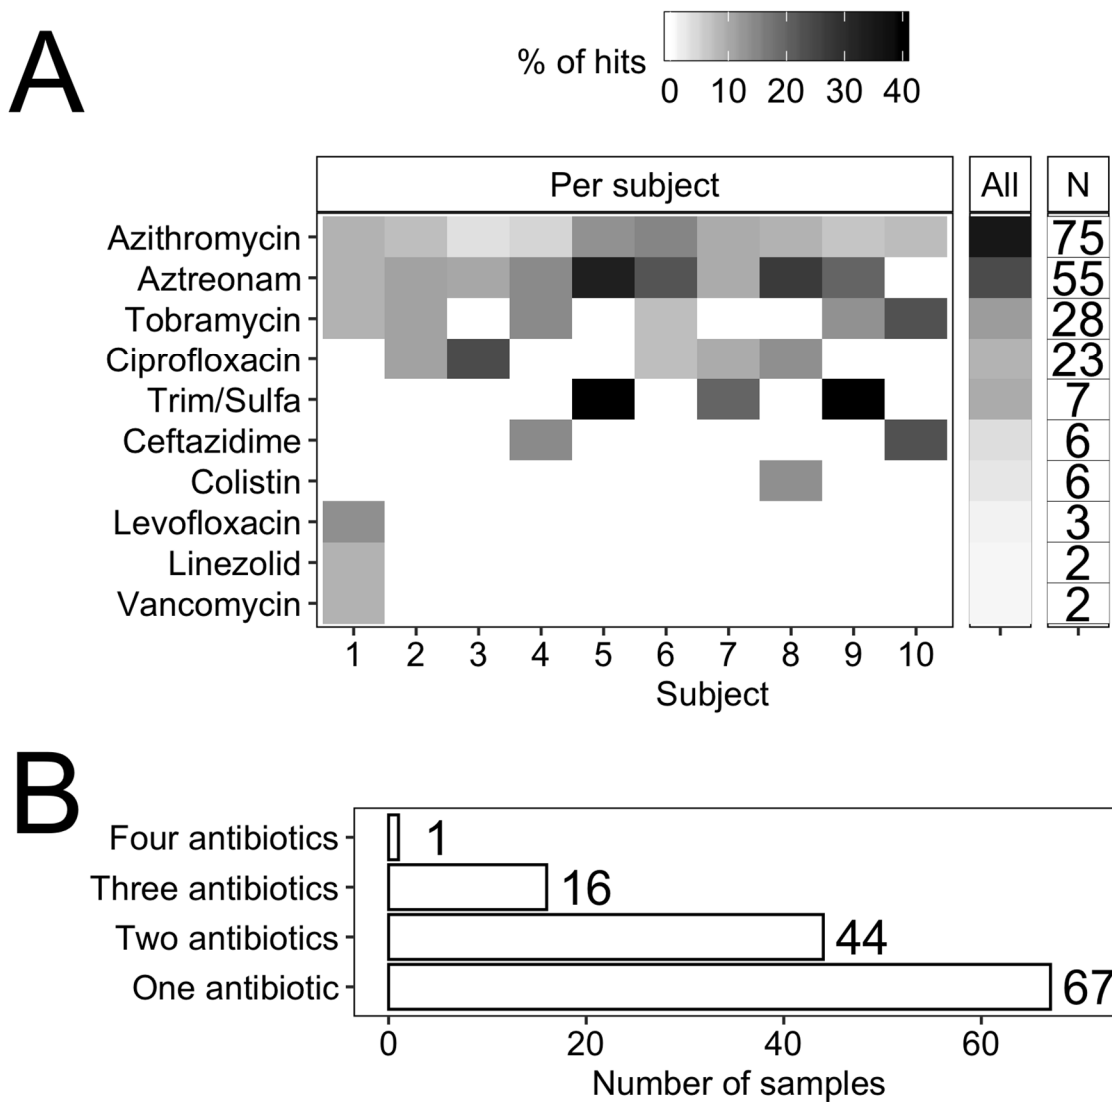 A
% of hits
0 10 20 30 40
Per subject All N
Azithromycin 75
Aztreonam 55
Tobramycin 28
Ciprofloxacin 23
Trim/Sulfa 7
Ceftazidime 6
Colistin 6
Levofloxacin 3
Linezolid 2
Vancomycin 2
1 2 3 4 5 6 7 8 9 10
Subject
B
Four antibiotics 1
Three antibiotics 16
Two antibiotics 44
One antibiotic 67
0 20 40 60
Number of samples